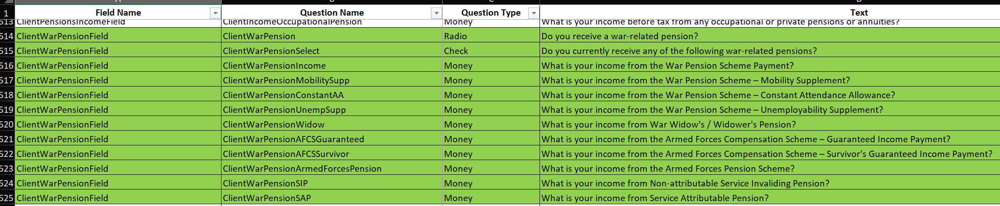 1 Field Name Question Name Question Type Text
513 ClientPensionsIncomeField ClientIncomeOccupationalPension Money What is your income before tax from any occupational or private pensions or annuities?
514 ClientWarPensionField ClientWarPension Radio Do you receive a war-related pension?
515 ClientWarPensionField ClientWarPensionSelect Check Do you currently receive any of the following war-related pensions?
516 ClientWarPensionField ClientWarPensionIncome Money What is your income from the War Pension Scheme Payment?
517 ClientWarPensionField ClientWarPensionMobilitySupp Money What is your income from the War Pension Scheme – Mobility Supplement?
518 ClientWarPensionField ClientWarPensionConstantAA Money What is your income from the War Pension Scheme – Constant Attendance Allowance?
519 ClientWarPensionField ClientWarPensionUnempSupp Money What is your income from the War Pension Scheme – Unemployability Supplement?
520 ClientWarPensionField ClientWarPensionWidow Money What is your income from War Widow's / Widower's Pension?
521 ClientWarPensionField ClientWarPensionAFCSGuaranteed Money What is your income from the Armed Forces Compensation Scheme – Guaranteed Income Payment?
522 ClientWarPensionField ClientWarPensionAFCSSurvivor Money What is your income from the Armed Forces Compensation Scheme – Survivor's Guaranteed Income Payment?
523 ClientWarPensionField ClientWarPensionArmedForcesPension Money What is your income from the Armed Forces Pension Scheme?
524 ClientWarPensionField ClientWarPensionSIP Money What is your income from Non-attributable Service Invaliding Pension?
525 ClientWarPensionField ClientWarPensionSAP Money What is your income from Service Attributable Pension?